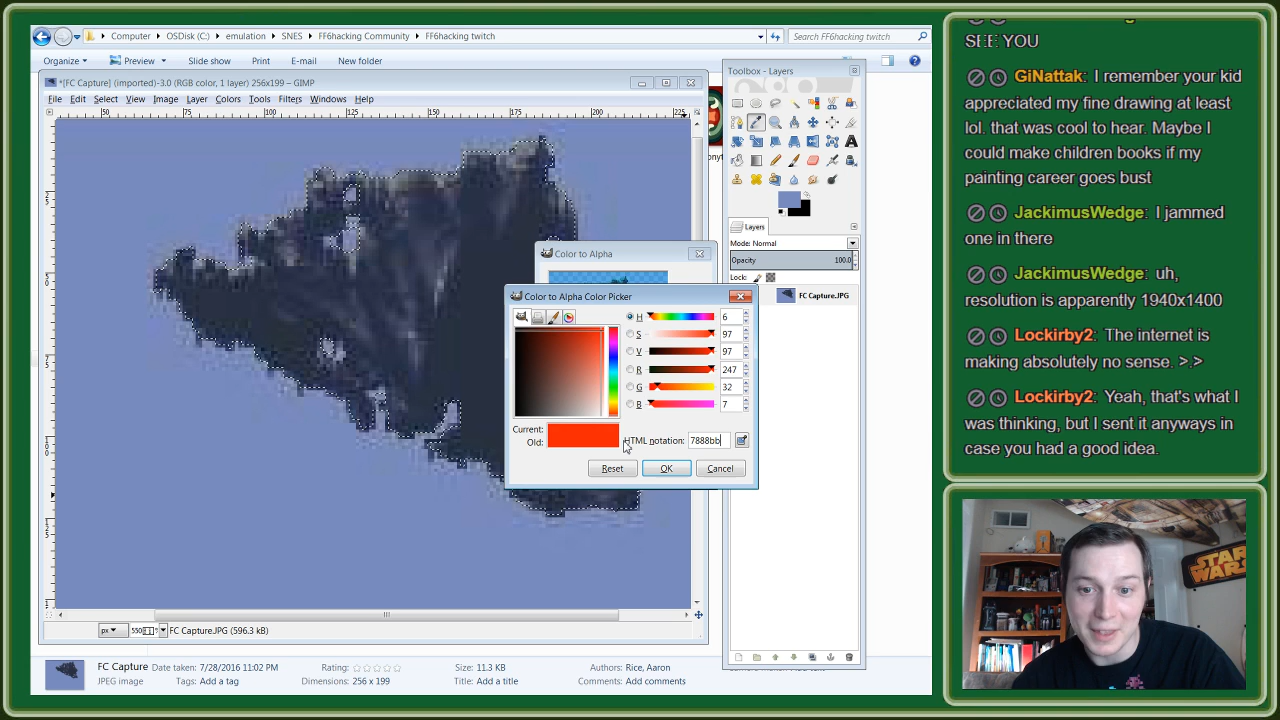 Computer ▸ OSDisk (C:) ▸ emulation ▸ SNES ▸ FF6hacking Community ▸ FF6hacking twitch
Search FF6hacking twitch
Organize
Preview
Slide show
Print
E-mail
New folder
*[FC Capture] (imported)-3.0 (RGB color, 1 layer) 256x199 – GIMP
File Edit Select View Image Layer Colors Tools Filters Windows Help
50 100 150 200 225
Toolbox - Layers
Layers
Mode: Normal
Opacity 100.0
Lock:
FC Capture.JPG
Color to Alpha
Color to Alpha Color Picker
H 6
S 97
V 97
R 247
G 32
B 7
Current:
Old:
HTML notation: 7888bb
Reset OK Cancel
px
550
FC Capture.JPG (596.3 kB)
FC Capture Date taken: 7/28/2016 11:02 PM Rating: Size: 11.3 KB Authors: Rice, Aaron
JPEG image Tags: Add a tag Dimensions: 256 x 199 Title: Add a title Comments: Add comments
SEE YOU
GiNattak: I remember your kid
appreciated my fine drawing at least
lol. that was cool to hear. Maybe I
could make children books if my
painting career goes bust
JackimusWedge: I jammed
one in there
JackimusWedge: uh,
resolution is apparently 1940x1400
Lockirby2: The internet is
making absolutely no sense. >.>
Lockirby2: Yeah, that's what I
was thinking, but I sent it anyways in
case you had a good idea.
STAR
WARS